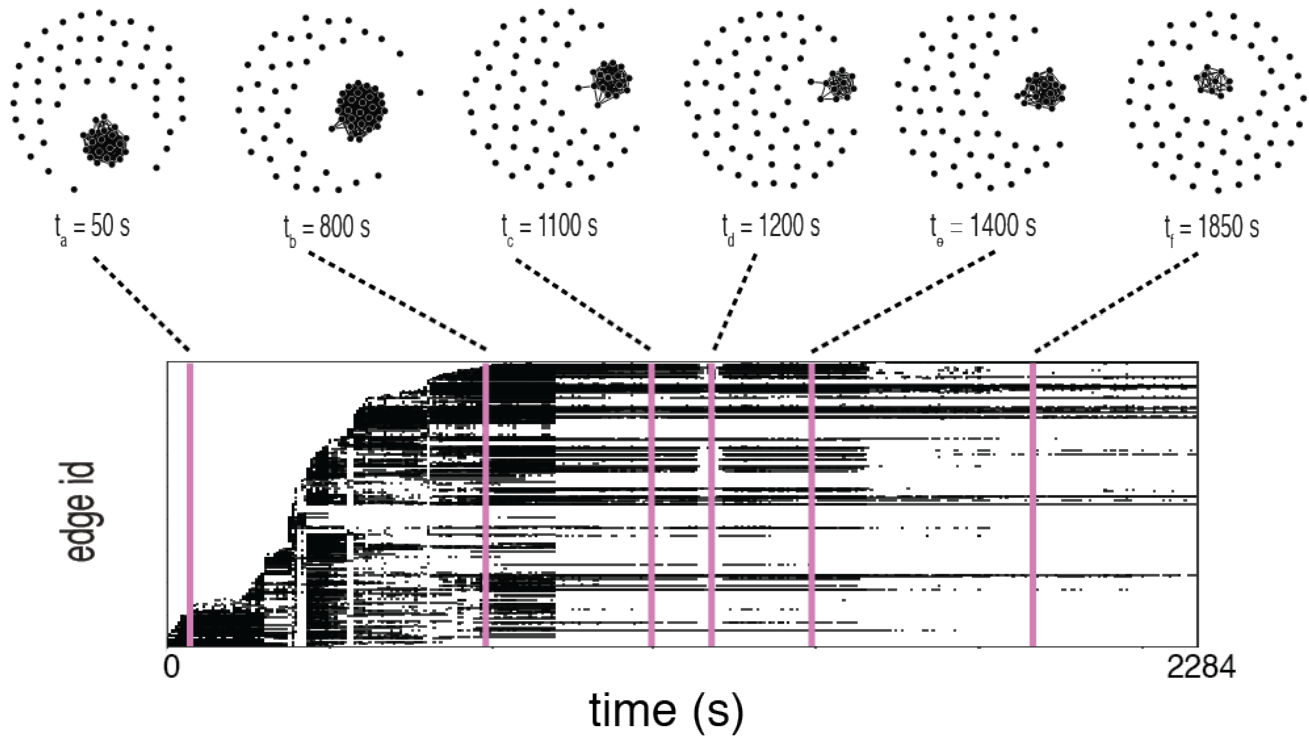 t_a = 50 s
t_b = 800 s
t_c = 1100 s
t_d = 1200 s
t_e = 1400 s
t_f = 1850 s
edge id
0
2284
time (s)